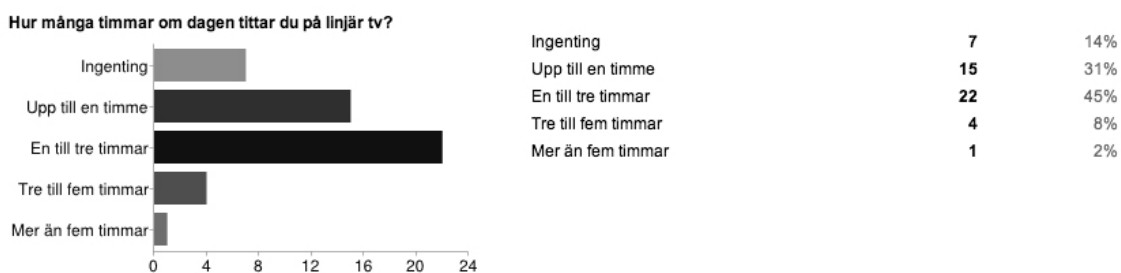 Hur många timmar om dagen tittar du på linjär tv?
Ingenting
Upp till en timme
En till tre timmar
Tre till fem timmar
Mer än fem timmar
0 4 8 12 16 20 24
Ingenting 7 14%
Upp till en timme 15 31%
En till tre timmar 22 45%
Tre till fem timmar 4 8%
Mer än fem timmar 1 2%